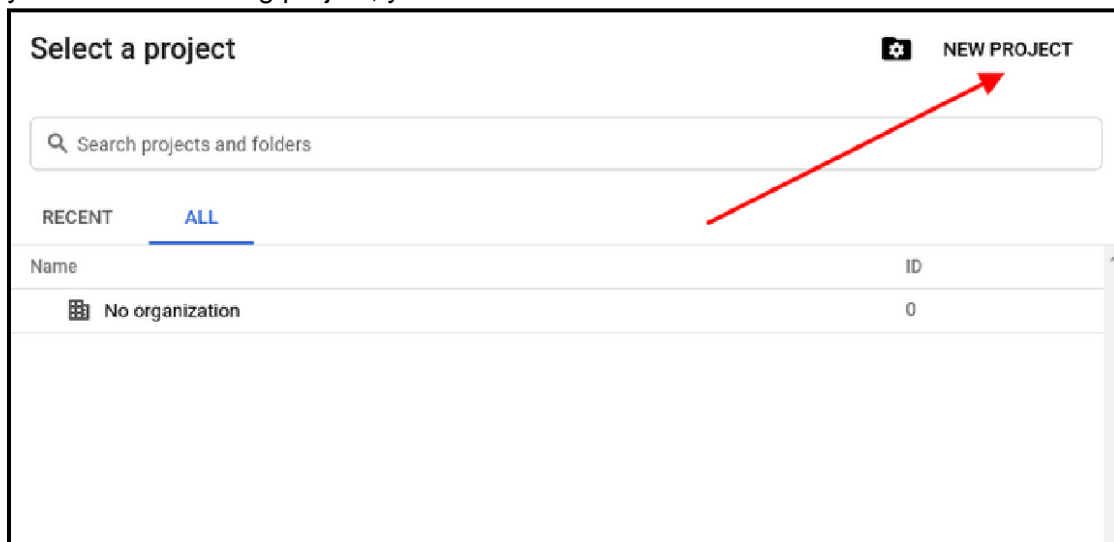 Select a project
NEW PROJECT
Search projects and folders
RECENT ALL
Name ID
No organization 0